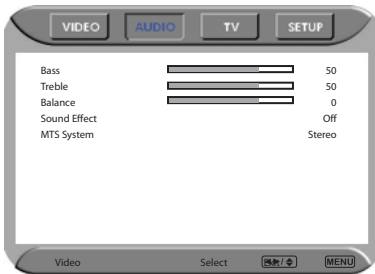 VIDEO AUDIO TV SETUP
Bass 50
Treble 50
Balance 0
Sound Effect Off
MTS System Stereo
Video Select MENU